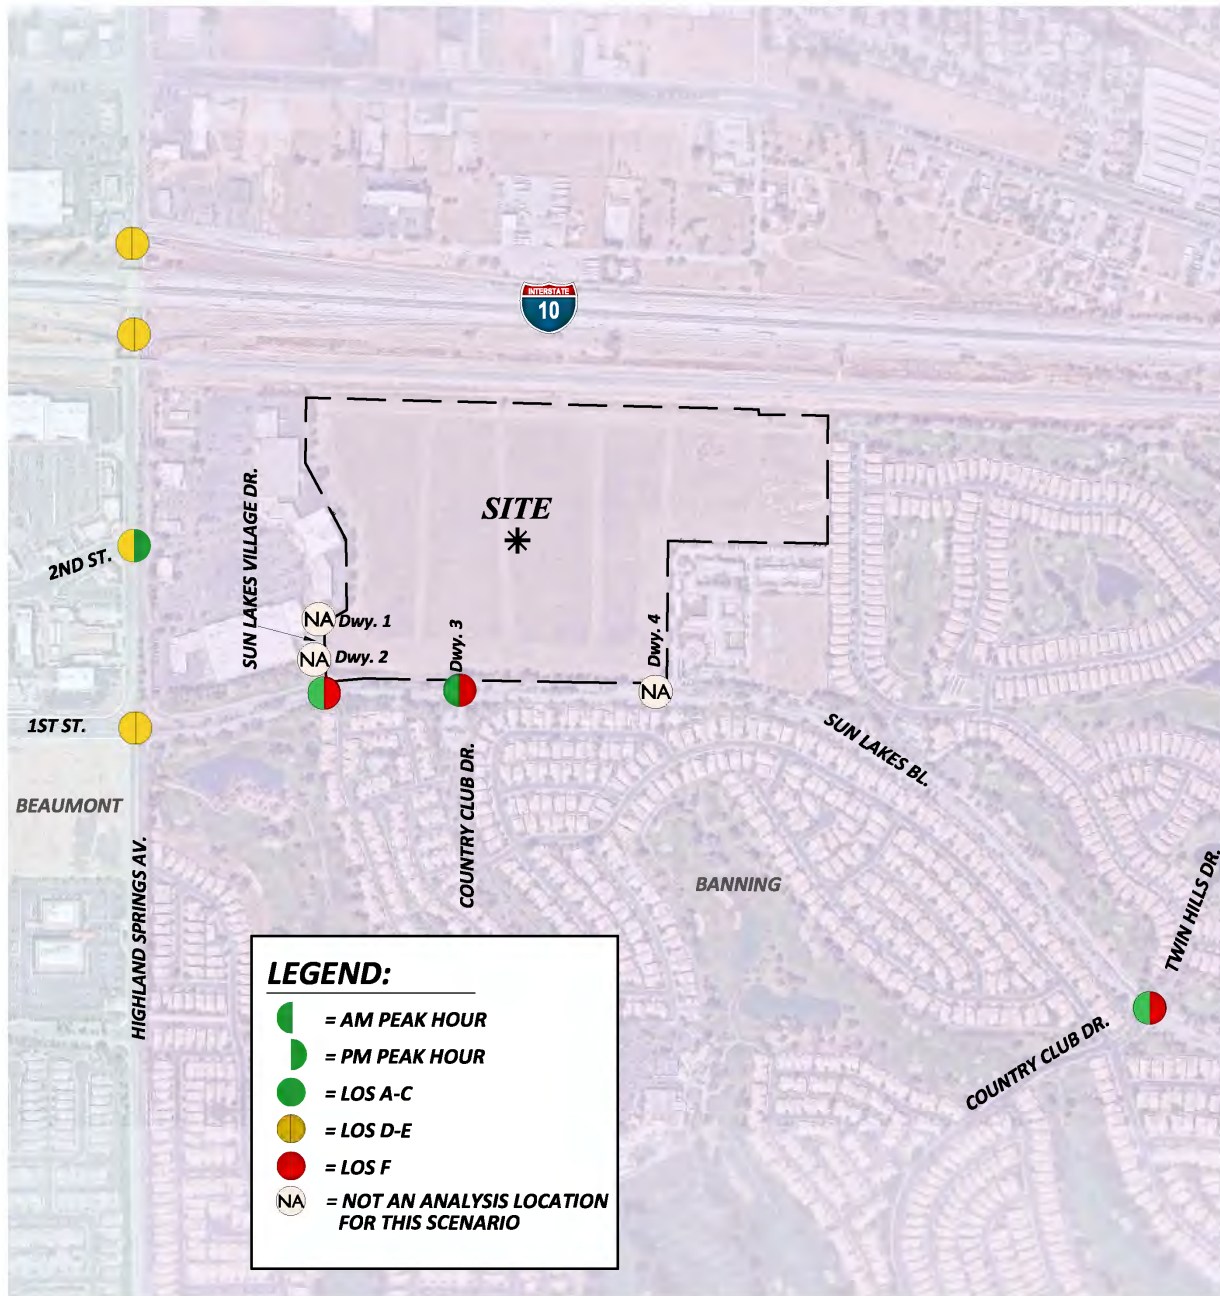 INTERSTATE
10
SITE
SUN LAKES VILLAGE DR.
2ND ST.
NA
Dwy. 1
NA
Dwy. 2
Dwy. 3
Dwy. 4
NA
1ST ST.
SUN LAKES BL.
COUNTRY CLUB DR.
BEAUMONT
HIGHLAND SPRINGS AV.
BANNING
TWIN HILLS DR.
COUNTRY CLUB DR.
LEGEND:
= AM PEAK HOUR
= PM PEAK HOUR
= LOS A-C
= LOS D-E
= LOS F
NA
= NOT AN ANALYSIS LOCATION
FOR THIS SCENARIO